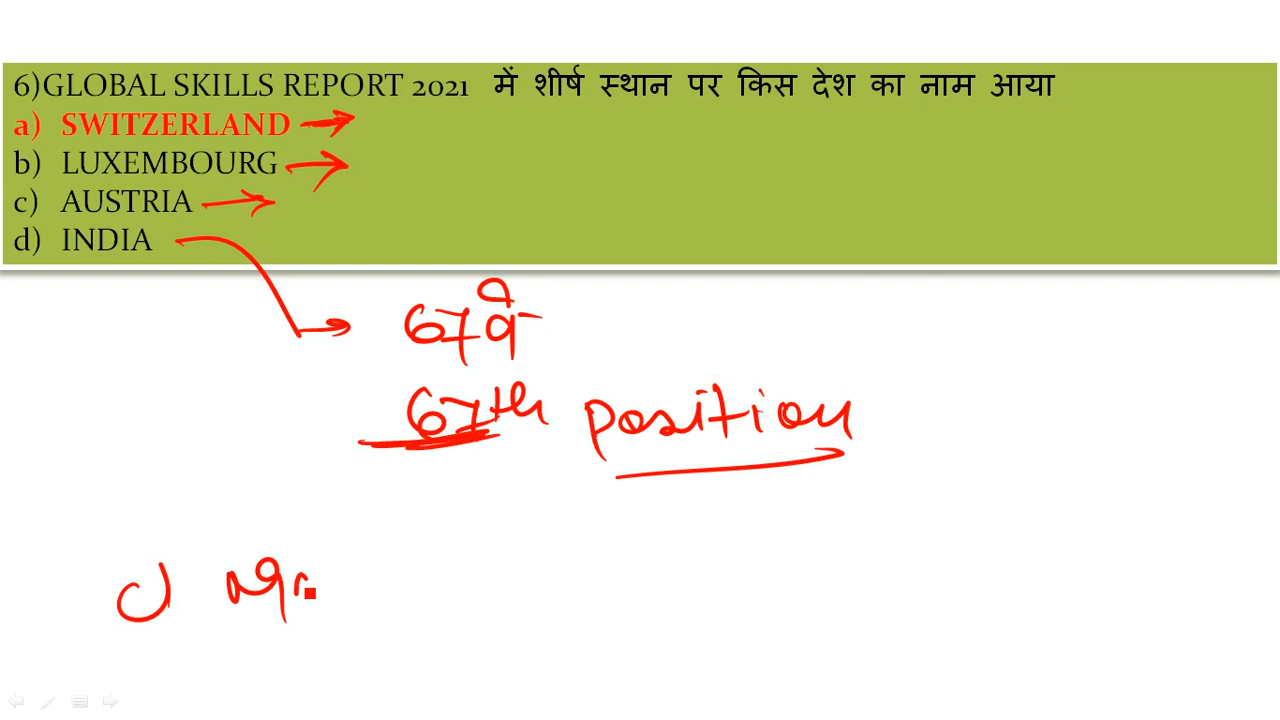 6)GLOBAL SKILLS REPORT 2021 में शीर्ष स्थान पर किस देश का नाम आया
a) SWITZERLAND
b) LUXEMBOURG
c) AUSTRIA
d) INDIA
67वे
67th position